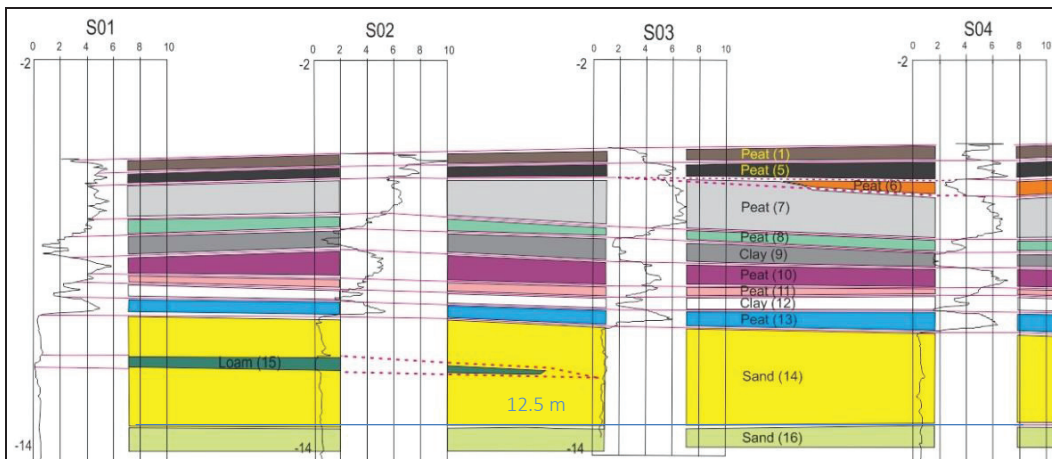 S01
S02
S03
S04
0 2 4 6 8 10
0 2 4 6 8 10
0 2 4 6 8 10
0 2 4 6 8 10
-2
-2
-2
-2
Peat (1)
Peat (5)
Peat (6)
Peat (7)
Peat (8)
Clay (9)
Peat (10)
Peat (11)
Clay (12)
Peat (13)
Loam (15)
Sand (14)
12.5 m
Sand (16)
-14
-14
-14